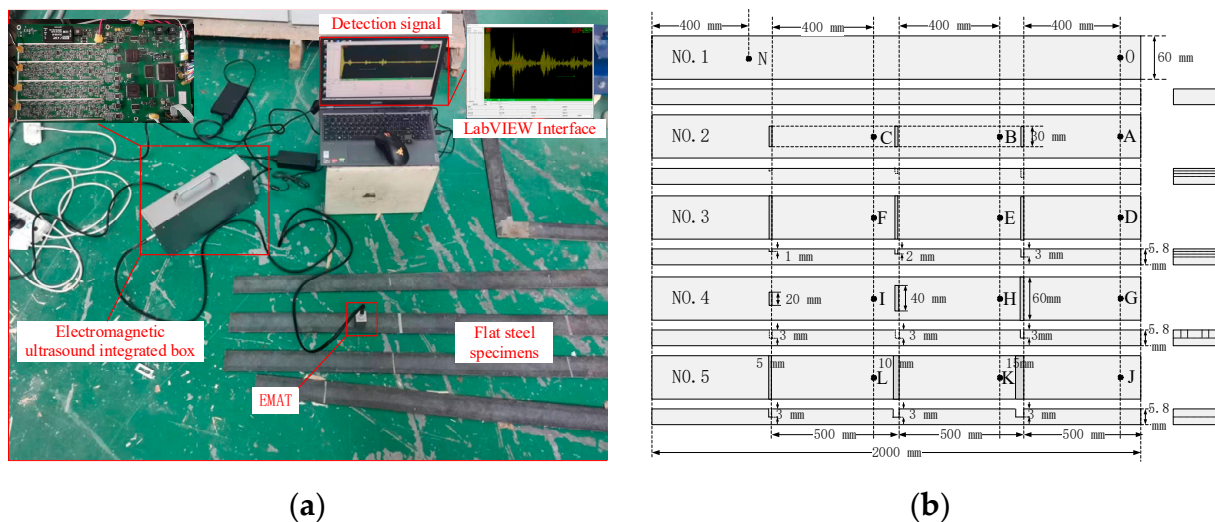 Detection signal
LabVIEW Interface
Electromagnetic
ultrasound integrated box
EMAT
Flat steel
specimens
(a)
400 mm
400 mm
400 mm
400 mm
NO.1
N
O
60 mm
NO.2
C
B
30 mm
A
NO.3
F
E
D
1 mm
2 mm
3 mm
5.8
mm
NO.4
20 mm
I
40 mm
H
60mm
G
3 mm
3 mm
3mm
5.8
mm
5 mm
10 mm
15mm
NO.5
L
K
J
3 mm
3 mm
3 mm
5.8
mm
500 mm
500 mm
500 mm
2000 mm
(b)